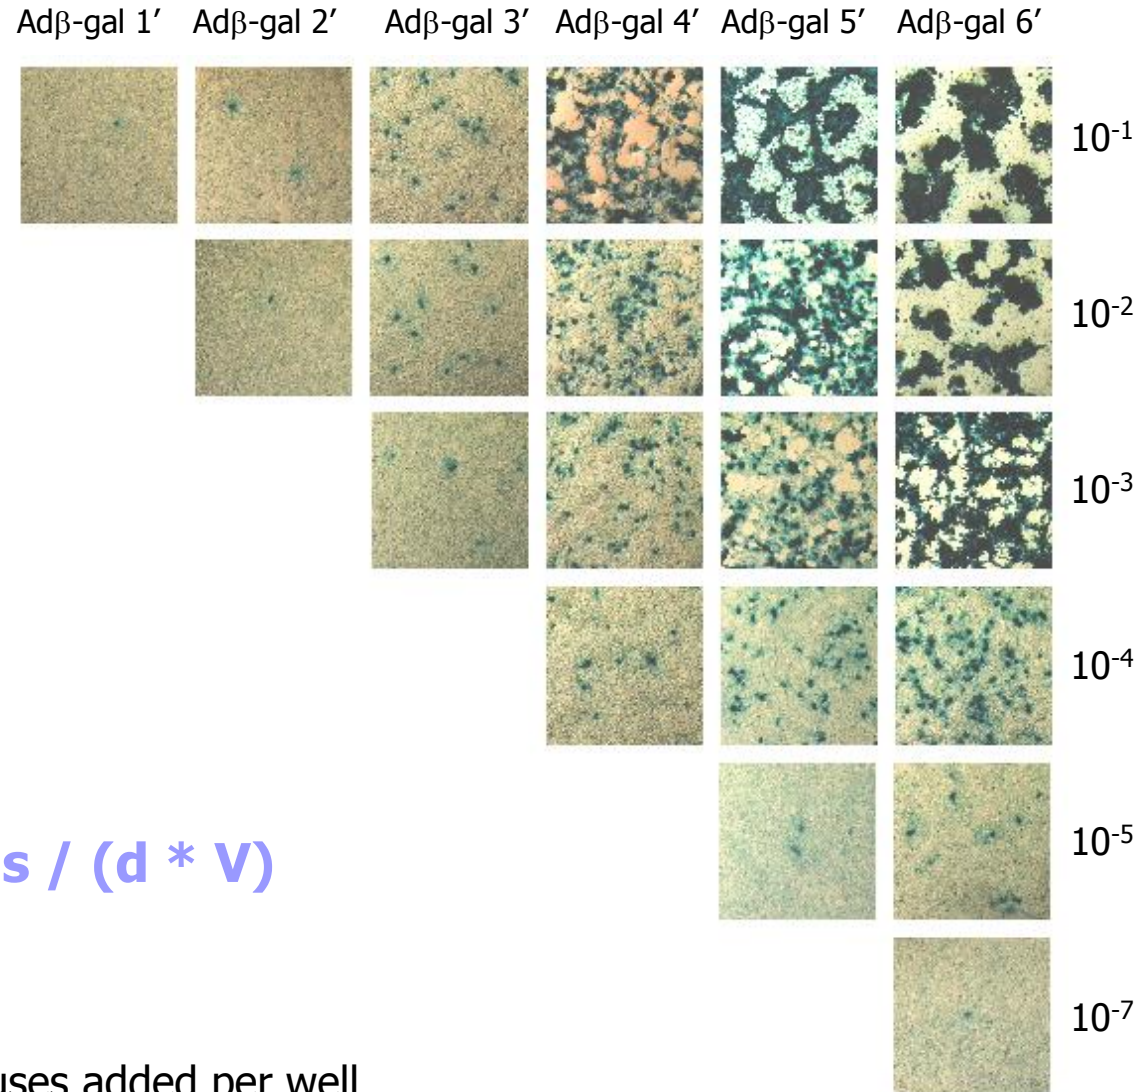 Adβ-gal 1′ Adβ-gal 2′ Adβ-gal 3′ Adβ-gal 4′ Adβ-gal 5′ Adβ-gal 6′
10⁻¹
10⁻²
10⁻³
10⁻⁴
10⁻⁵
s / (d * V)
10⁻⁷
uses added per well